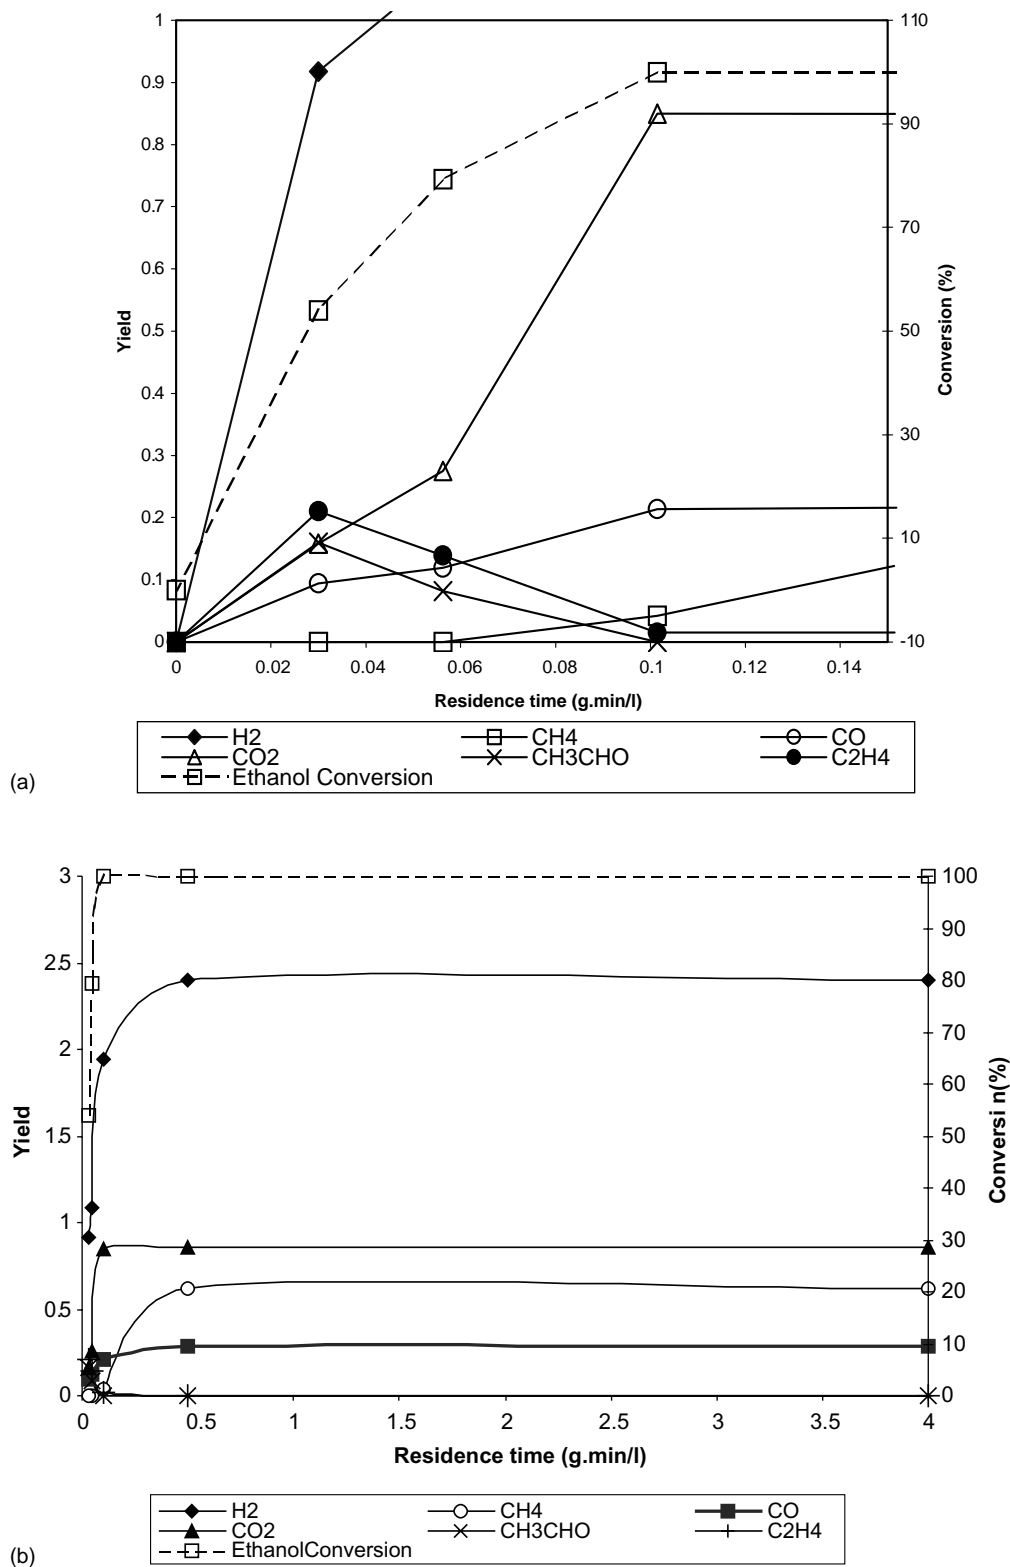 1
0.9
0.8
0.7
0.6
0.5
0.4
0.3
0.2
0.1
0
Yield
110
90
70
50
30
10
-10
Conversion (%)
0 0.02 0.04 0.06 0.08 0.1 0.12 0.14
Residence time (g.min/l)
H2 CH4 CO
CO2 CH3CHO C2H4
Ethanol Conversion
(a)
3
2.5
2
1.5
1
0.5
0
Yield
100
90
80
70
60
50
40
30
20
10
0
Conversi n(%)
0 0.5 1 1.5 2 2.5 3 3.5 4
Residence time (g.min/l)
H2 CH4 CO
CO2 CH3CHO C2H4
EthanolConversion
(b)